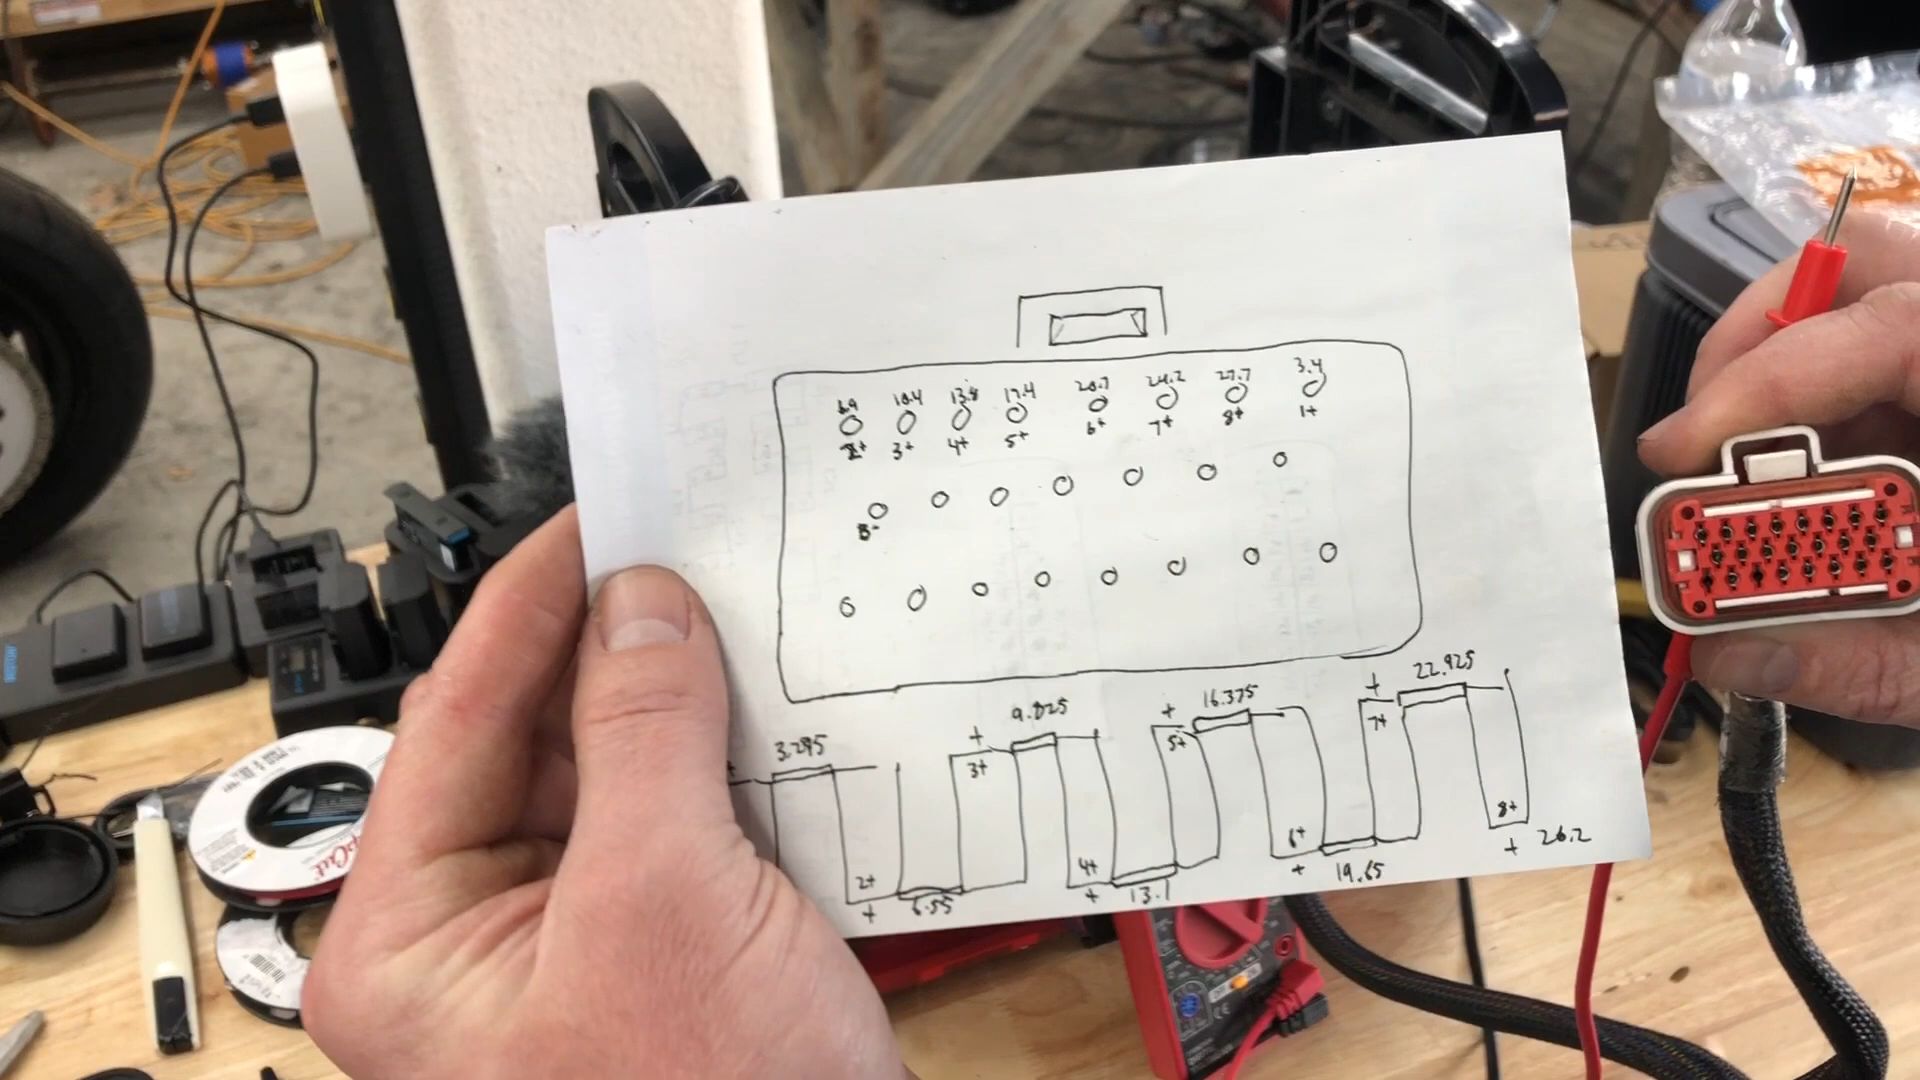 6.9 10.4 13.8 17.4 20.7 24.2 27.7 3.4
2+ 3+ 4+ 5+ 6+ 7+ 8+ 1+
B-
3.295 + 9.825 + 16.375 + 22.925
3+ 5+ 7+
2+ 4+ 6+ 8+
+ 6.55 + 13.1 + 19.65 + 26.2